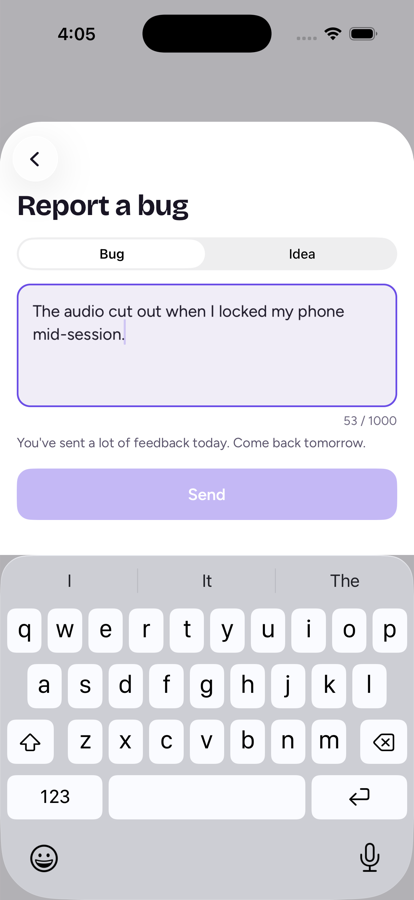 4:05
Report a bug
Bug
Idea
The audio cut out when I locked my phone
mid-session.
53 / 1000
You've sent a lot of feedback today. Come back tomorrow.
Send
I
It
The
q w e r t y u i o p
a s d f g h j k l
z x c v b n m
123